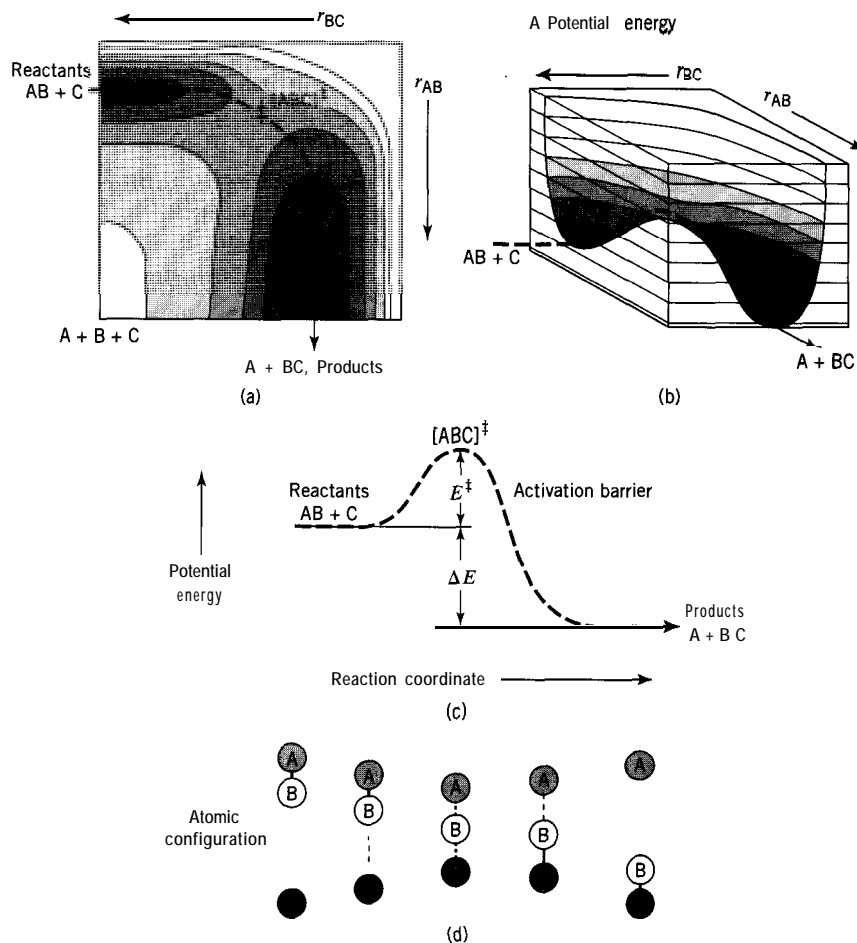 r_BC
Reactants
AB + C
[ABC]‡
‡
r_AB
A + B + C
A + BC, Products
(a)
A Potential energy
r_BC
r_AB
AB + C
A + BC
(b)
[ABC]‡
Reactants
AB + C
E‡
Activation barrier
Potential
energy
ΔE
Products
A + B C
Reaction coordinate
(c)
A
B
A
B
A
B
A
B
A
B
Atomic
configuration
(d)